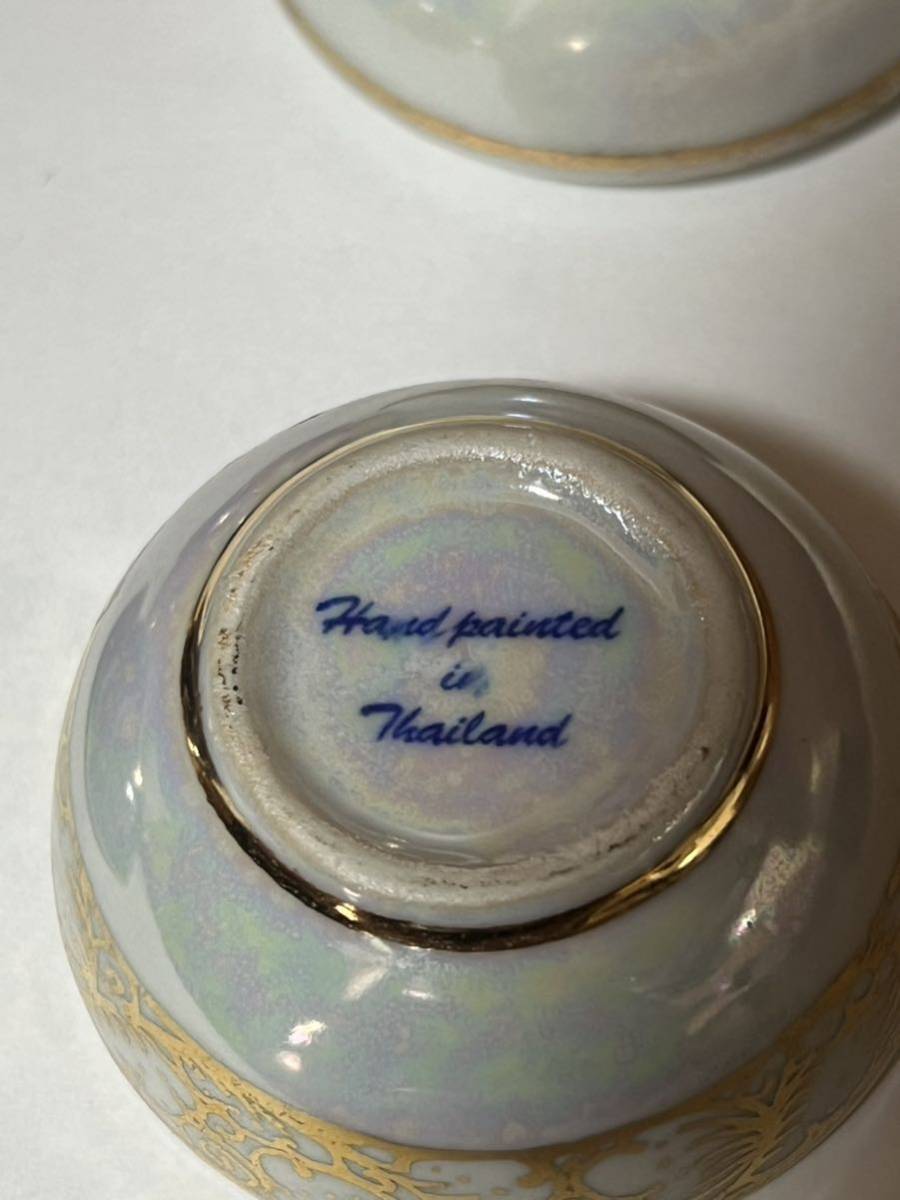 Hand painted
in
Thailand